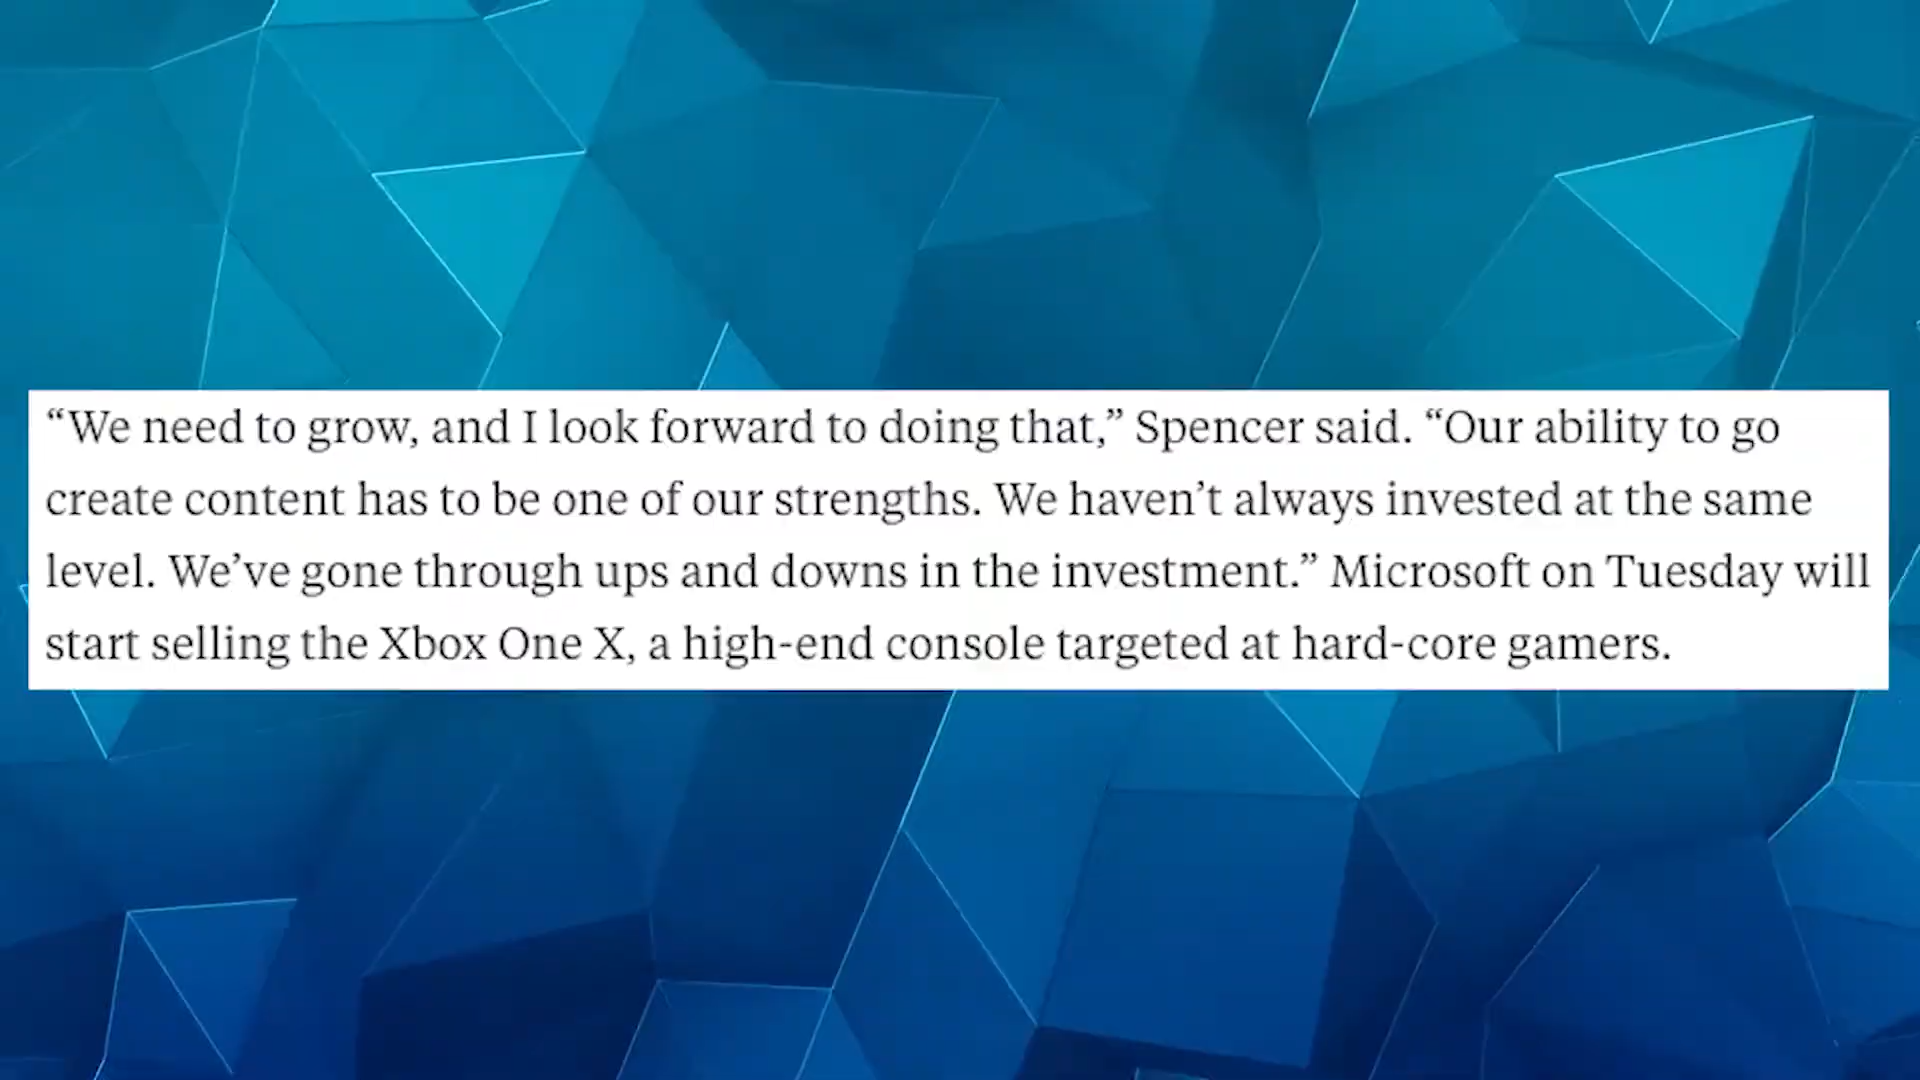 “We need to grow, and I look forward to doing that,” Spencer said. “Our ability to go
create content has to be one of our strengths. We haven’t always invested at the same
level. We’ve gone through ups and downs in the investment.” Microsoft on Tuesday will
start selling the Xbox One X, a high-end console targeted at hard-core gamers.